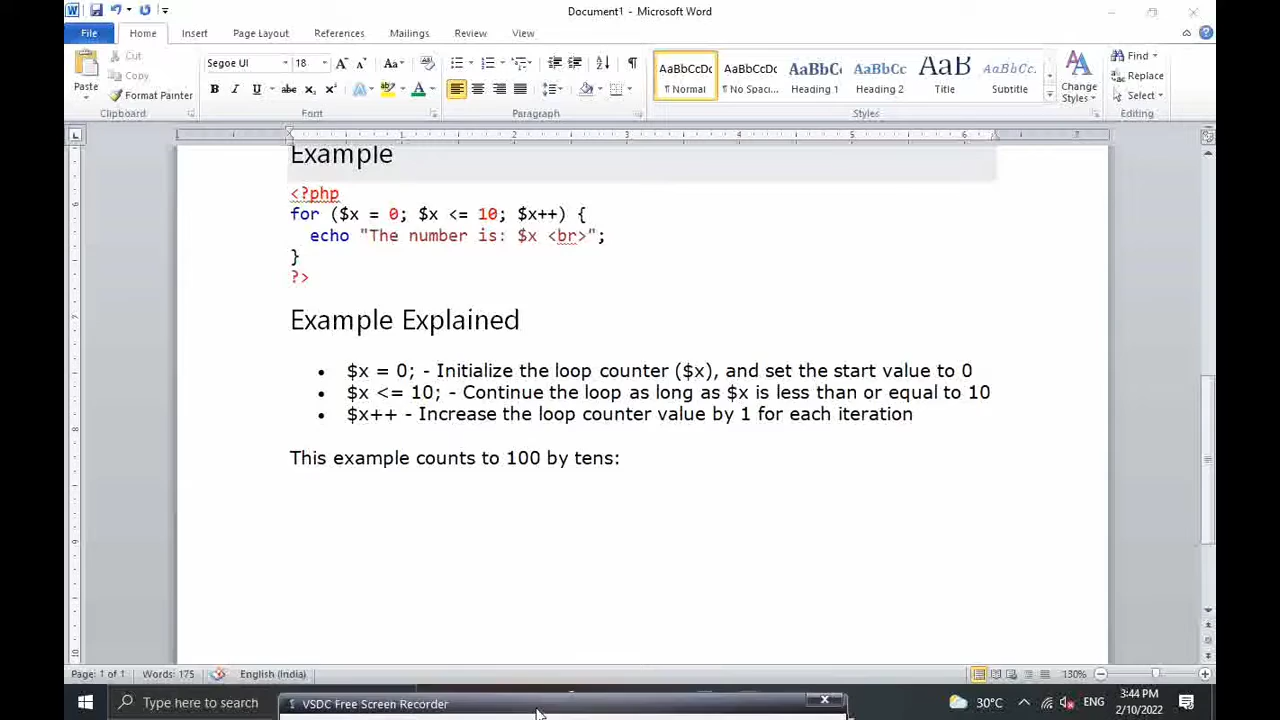 Document1 - Microsoft Word
File Home Insert Page Layout References Mailings Review View
Paste
Cut
Copy
Format Painter
Clipboard
Segoe UI 18
Font
Paragraph
AaBbCcDc AaBbCcDc AaBbC AaBbCc AaB AaBbCc.
¶ Normal ¶ No Spaci... Heading 1 Heading 2 Title Subtitle
Change
Styles
Styles
Find
Replace
Select
Editing
Example
<?php
for ($x = 0; $x <= 10; $x++) {
echo "The number is: $x <br>";
}
?>
Example Explained
• $x = 0; - Initialize the loop counter ($x), and set the start value to 0
• $x <= 10; - Continue the loop as long as $x is less than or equal to 10
• $x++ - Increase the loop counter value by 1 for each iteration
This example counts to 100 by tens:
Page: 1 of 1 Words: 175 English (India) 130%
Type here to search
VSDC Free Screen Recorder
30°C ENG
3:44 PM
2/10/2022